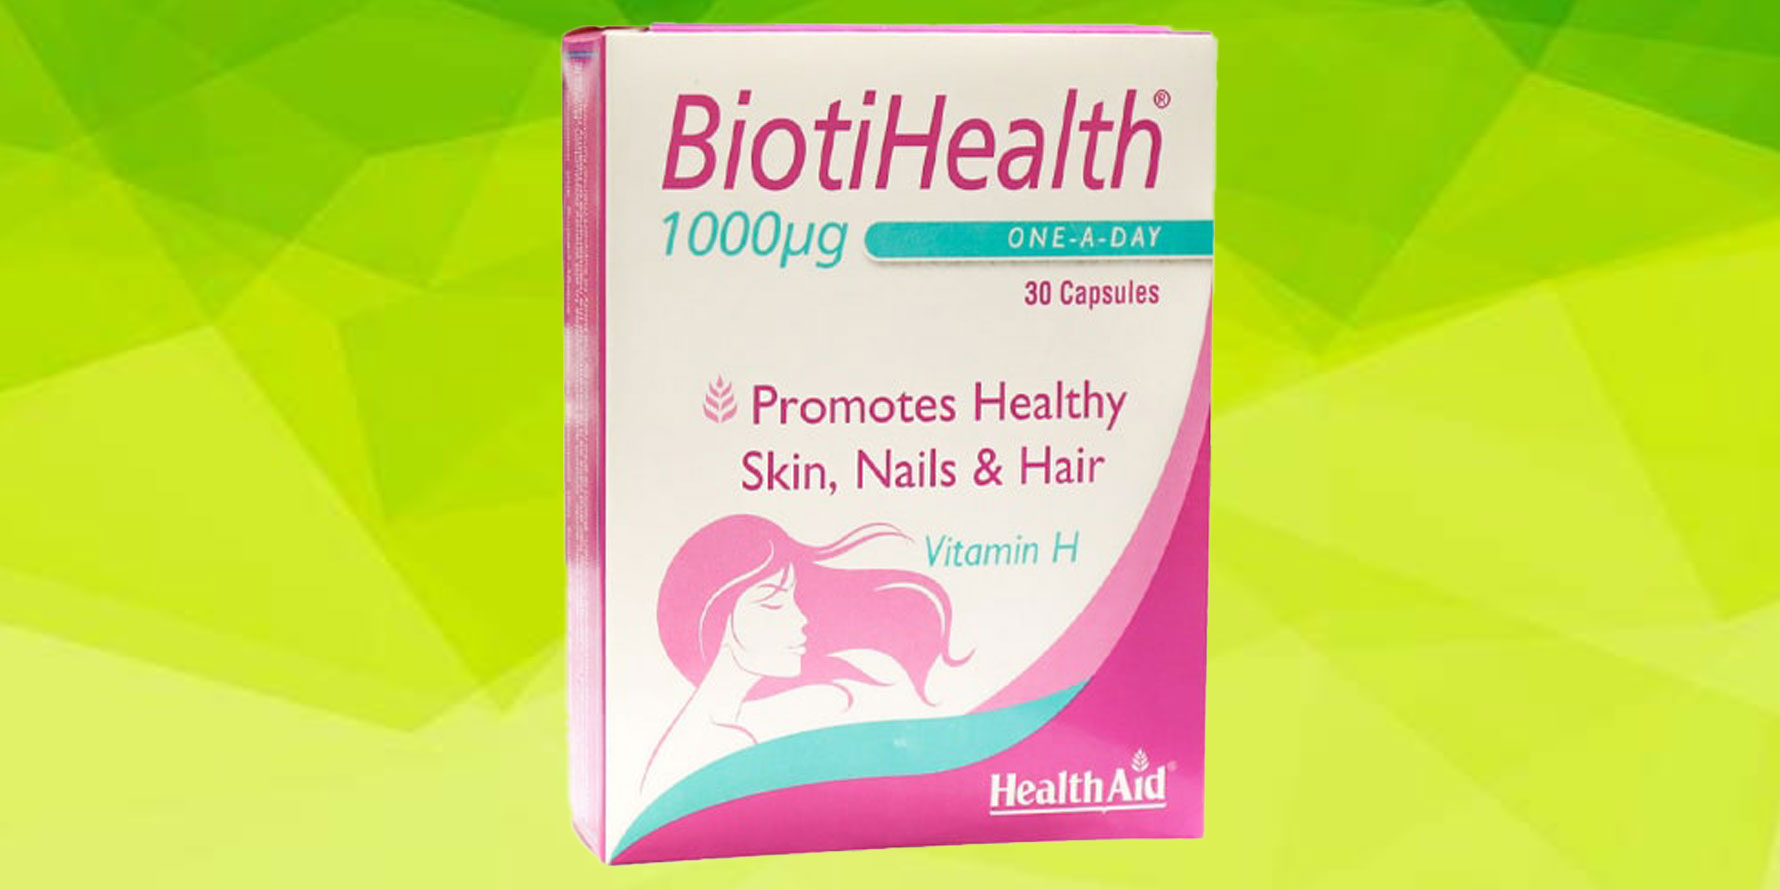 BiotiHealth®
1000µg ONE-A-DAY
30 Capsules
Promotes Healthy
Skin, Nails & Hair
Vitamin H
HealthAid®